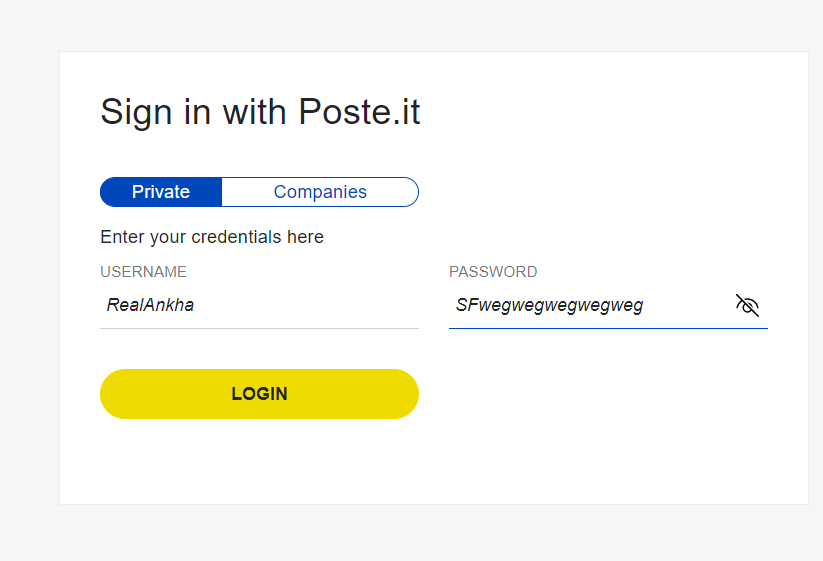 Sign in with Poste.it
Private Companies
Enter your credentials here
USERNAME PASSWORD
RealAnkha SFwegwegwegwegweg
LOGIN